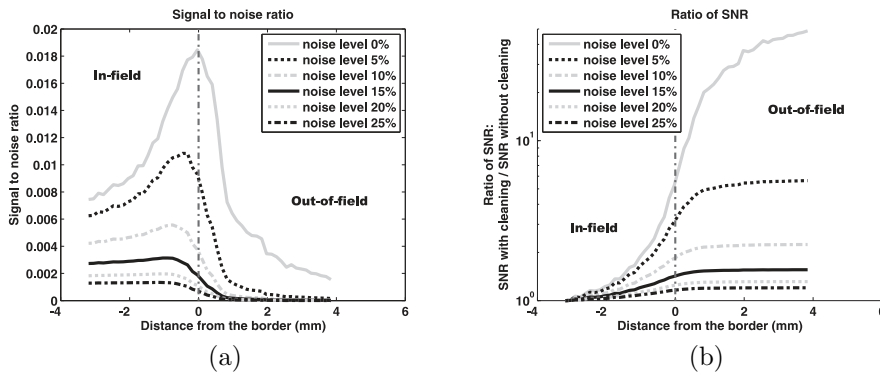 Signal to noise ratio
0.02
0.018
0.016
0.014
0.012
0.01
0.008
0.006
0.004
0.002
0
-4
-2
0
2
4
6
Signal to noise ratio
Distance from the border (mm)
In-field
Out-of-field
noise level 0%
noise level 5%
noise level 10%
noise level 15%
noise level 20%
noise level 25%
(a)
Ratio of SNR
10^1
10^0
-4
-2
0
2
4
6
Ratio of SNR:
SNR with cleaning / SNR without cleaning
Distance from the border (mm)
noise level 0%
noise level 5%
noise level 10%
noise level 15%
noise level 20%
noise level 25%
Out-of-field
In-field
(b)